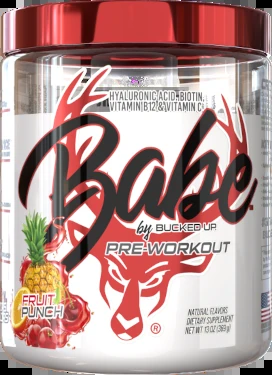 HYALURONIC ACID, BIOTIN,
VITAMIN B12 & VITAMIN C
Babe
by BUCKED UP.
PRE-WORKOUT
FRUIT
PUNCH
®
NATURAL FLAVORS
DIETARY SUPPLEMENT
NET WT 13 OZ (369g)